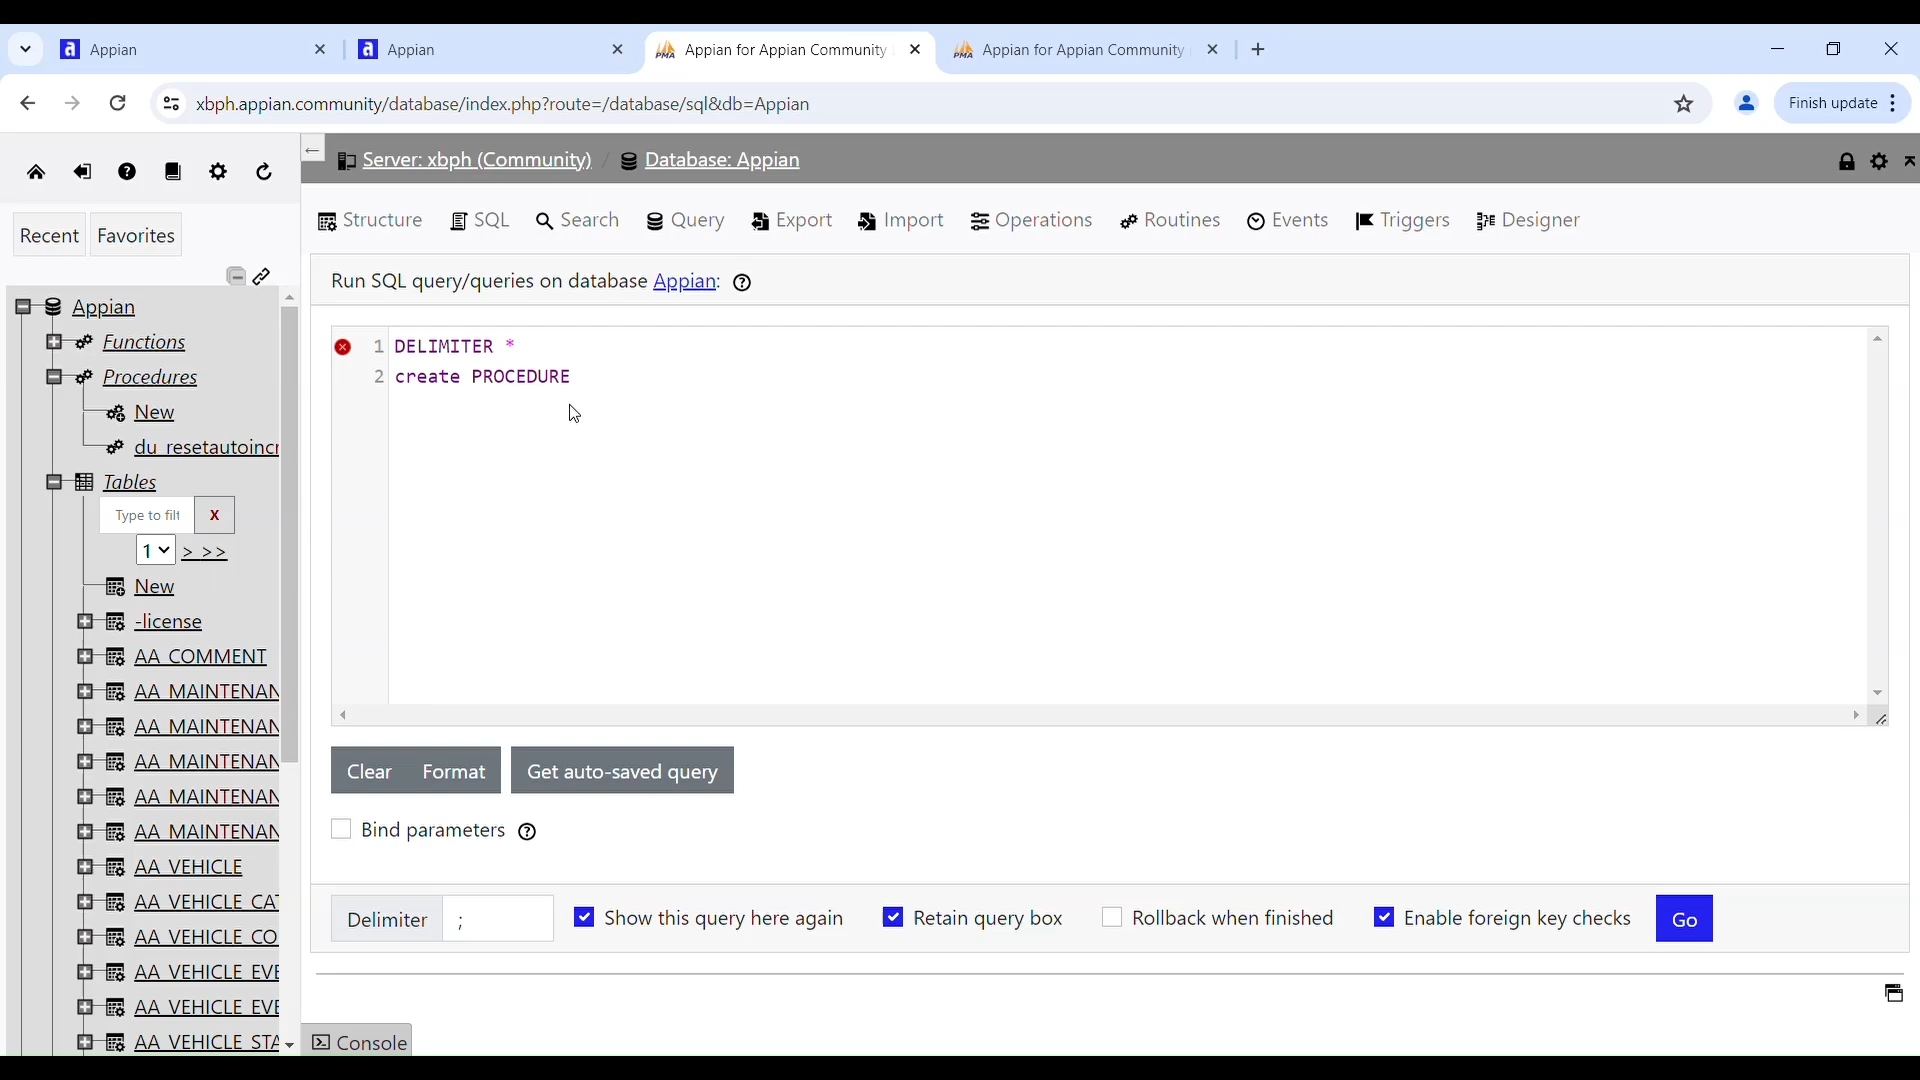 Appian
Appian
Appian for Appian Community
Appian for Appian Community
xbph.appian.community/database/index.php?route=/database/sql&db=Appian
Finish update
Server: xbph (Community) / Database: Appian
Recent
Favorites
Structure
SQL
Search
Query
Export
Import
Operations
Routines
Events
Triggers
Designer
Run SQL query/queries on database Appian:
1 DELIMITER *
2 create PROCEDURE
Appian
Functions
Procedures
New
du_resetautoincr
Tables
Type to filt X
1 > >>
New
-license
AA_COMMENT
AA_MAINTENAN
AA_MAINTENAN
AA_MAINTENAN
AA_MAINTENAN
AA_MAINTENAN
AA_VEHICLE
AA_VEHICLE_CAT
AA_VEHICLE_CO
AA_VEHICLE_EVE
AA_VEHICLE_EVE
AA_VEHICLE_STA
Clear
Format
Get auto-saved query
Bind parameters
Delimiter ;
Show this query here again
Retain query box
Rollback when finished
Enable foreign key checks
Go
Console